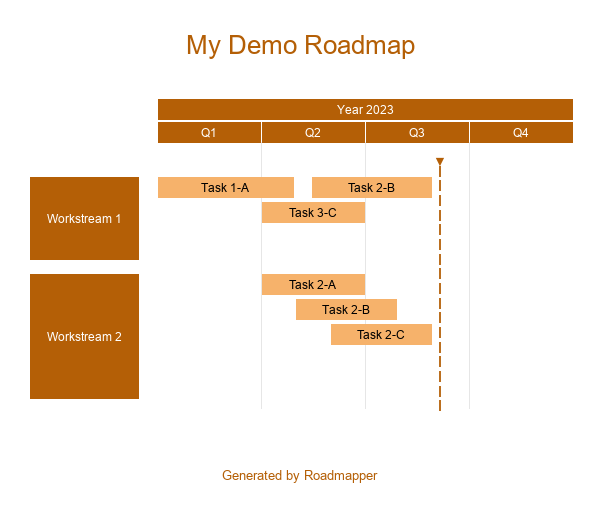 My Demo Roadmap
Year 2023
Q1 Q2 Q3 Q4
Workstream 1
Task 1-A Task 2-B
Task 3-C
Workstream 2
Task 2-A
Task 2-B
Task 2-C
Generated by Roadmapper